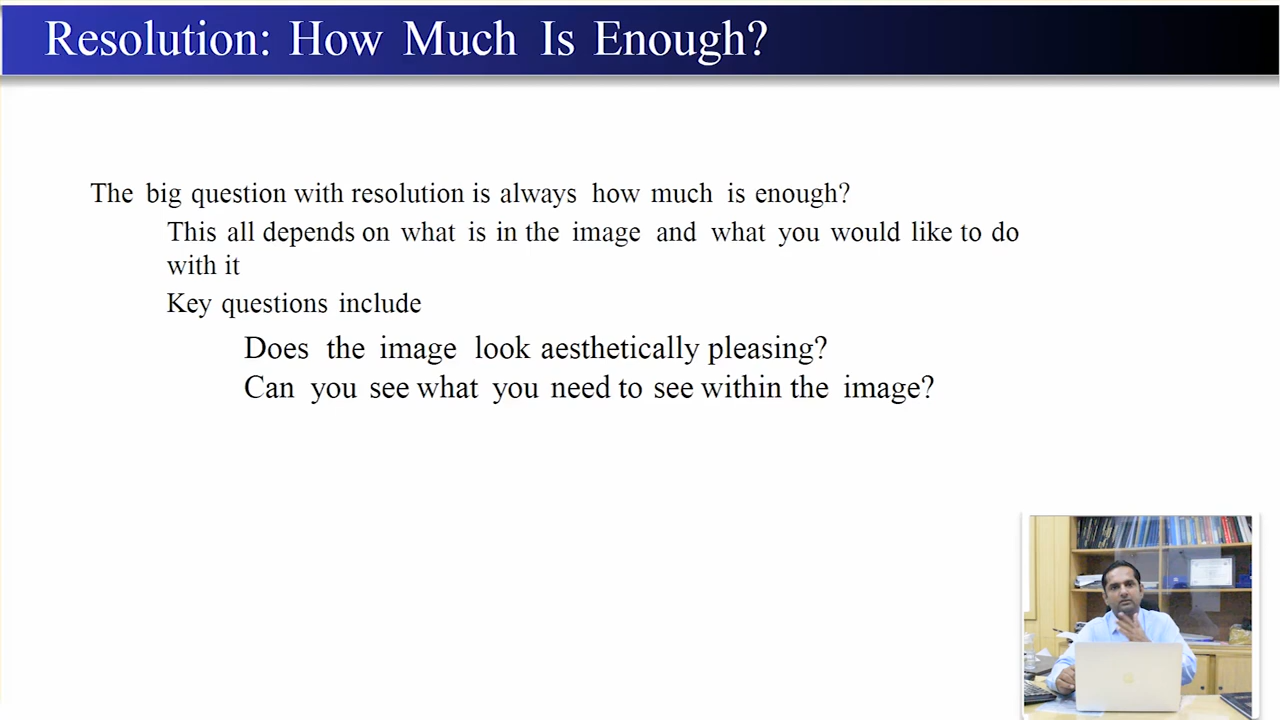 Resolution: How Much Is Enough?
The big question with resolution is always how much is enough?
This all depends on what is in the image and what you would like to do
with it
Key questions include
Does the image look aesthetically pleasing?
Can you see what you need to see within the image?